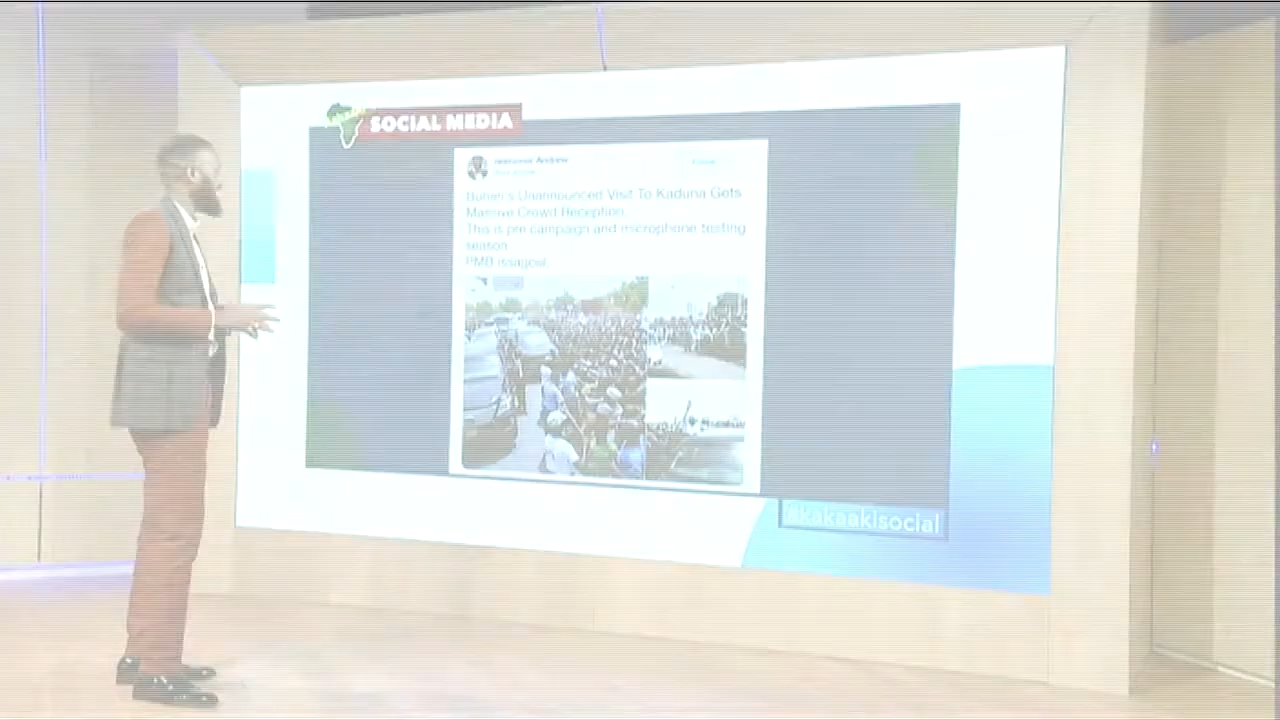 SOCIAL MEDIA
Andrew
Buhari's Unannounced Visit To Kaduna Gets
Massive Crowd Reception.
This is pre campaign and microphone testing
season
PMB issagoal.
@kakaakisocial